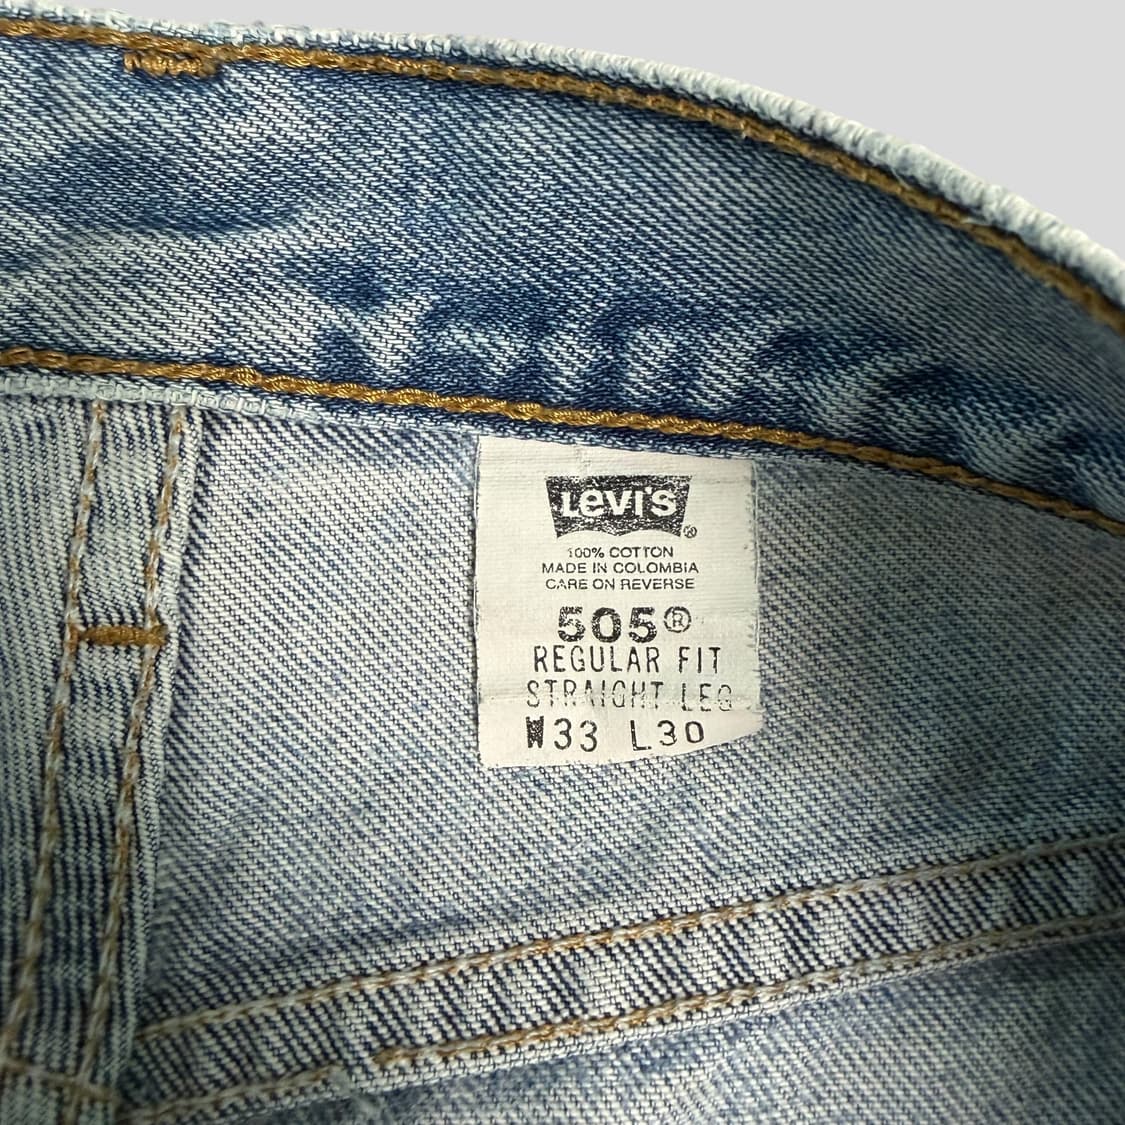 LEVI'S ®
100% COTTON
MADE IN COLOMBIA
CARE ON REVERSE
505®
REGULAR FIT
STRAIGHT LEG
W33 L30